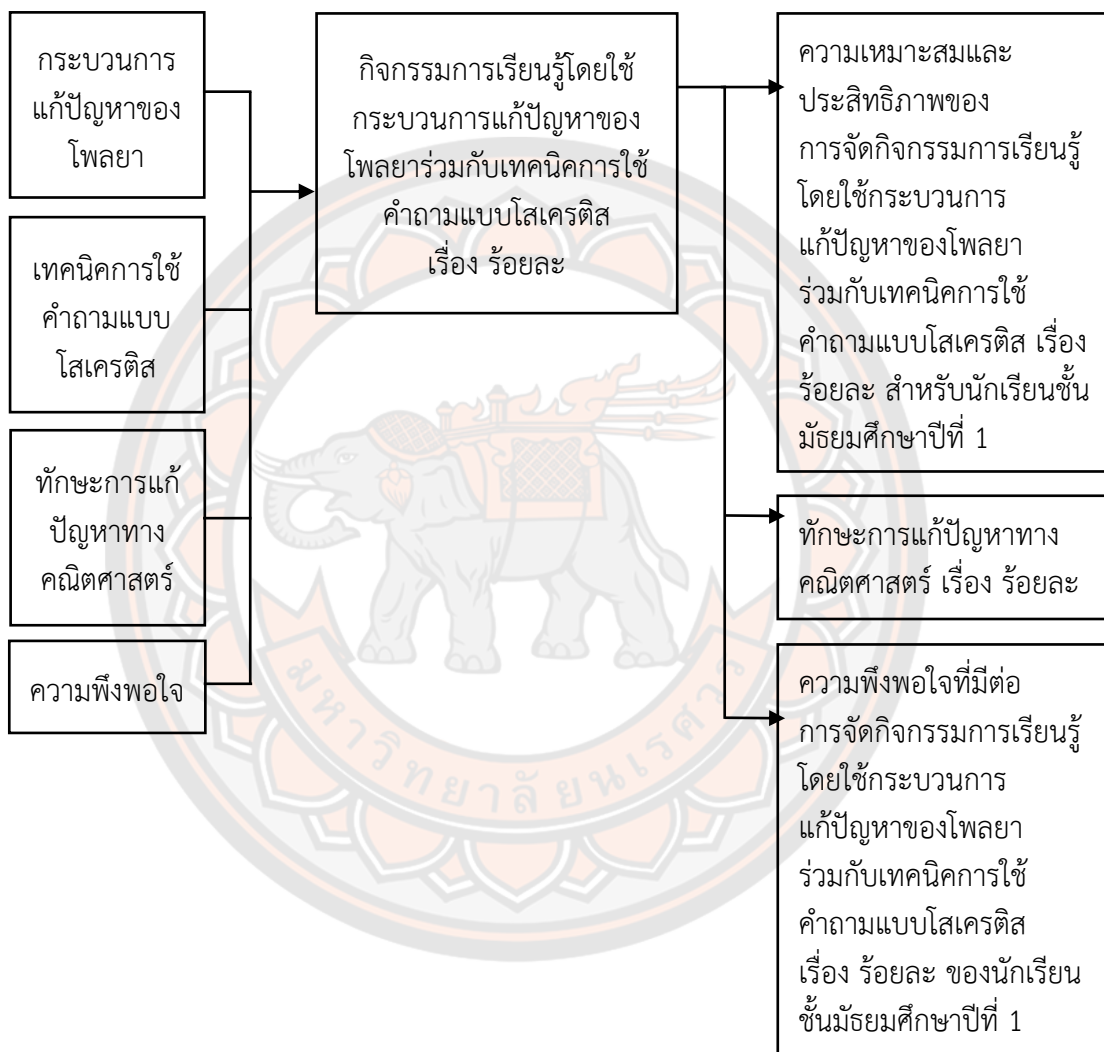 กระบวนการ
แก้ปัญหาของ
โพลยา
เทคนิคการใช้
คำถามแบบ
โสเครติส
ทักษะการแก้
ปัญหาทาง
คณิตศาสตร์
ความพึงพอใจ
กิจกรรมการเรียนรู้โดยใช้
กระบวนการแก้ปัญหาของ
โพลยาร่วมกับเทคนิคการใช้
คำถามแบบโสเครติส
เรื่อง ร้อยละ
ความเหมาะสมและ
ประสิทธิภาพของ
การจัดกิจกรรมการเรียนรู้
โดยใช้กระบวนการ
แก้ปัญหาของโพลยา
ร่วมกับเทคนิคการใช้
คำถามแบบโสเครติส เรื่อง
ร้อยละ สำหรับนักเรียนชั้น
มัธยมศึกษาปีที่ 1
ทักษะการแก้ปัญหาทาง
คณิตศาสตร์ เรื่อง ร้อยละ
ความพึงพอใจที่มีต่อ
การจัดกิจกรรมการเรียนรู้
โดยใช้กระบวนการ
แก้ปัญหาของโพลยา
ร่วมกับเทคนิคการใช้
คำถามแบบโสเครติส
เรื่อง ร้อยละ ของนักเรียน
ชั้นมัธยมศึกษาปีที่ 1
มหาวิทยาลัยนเรศวร